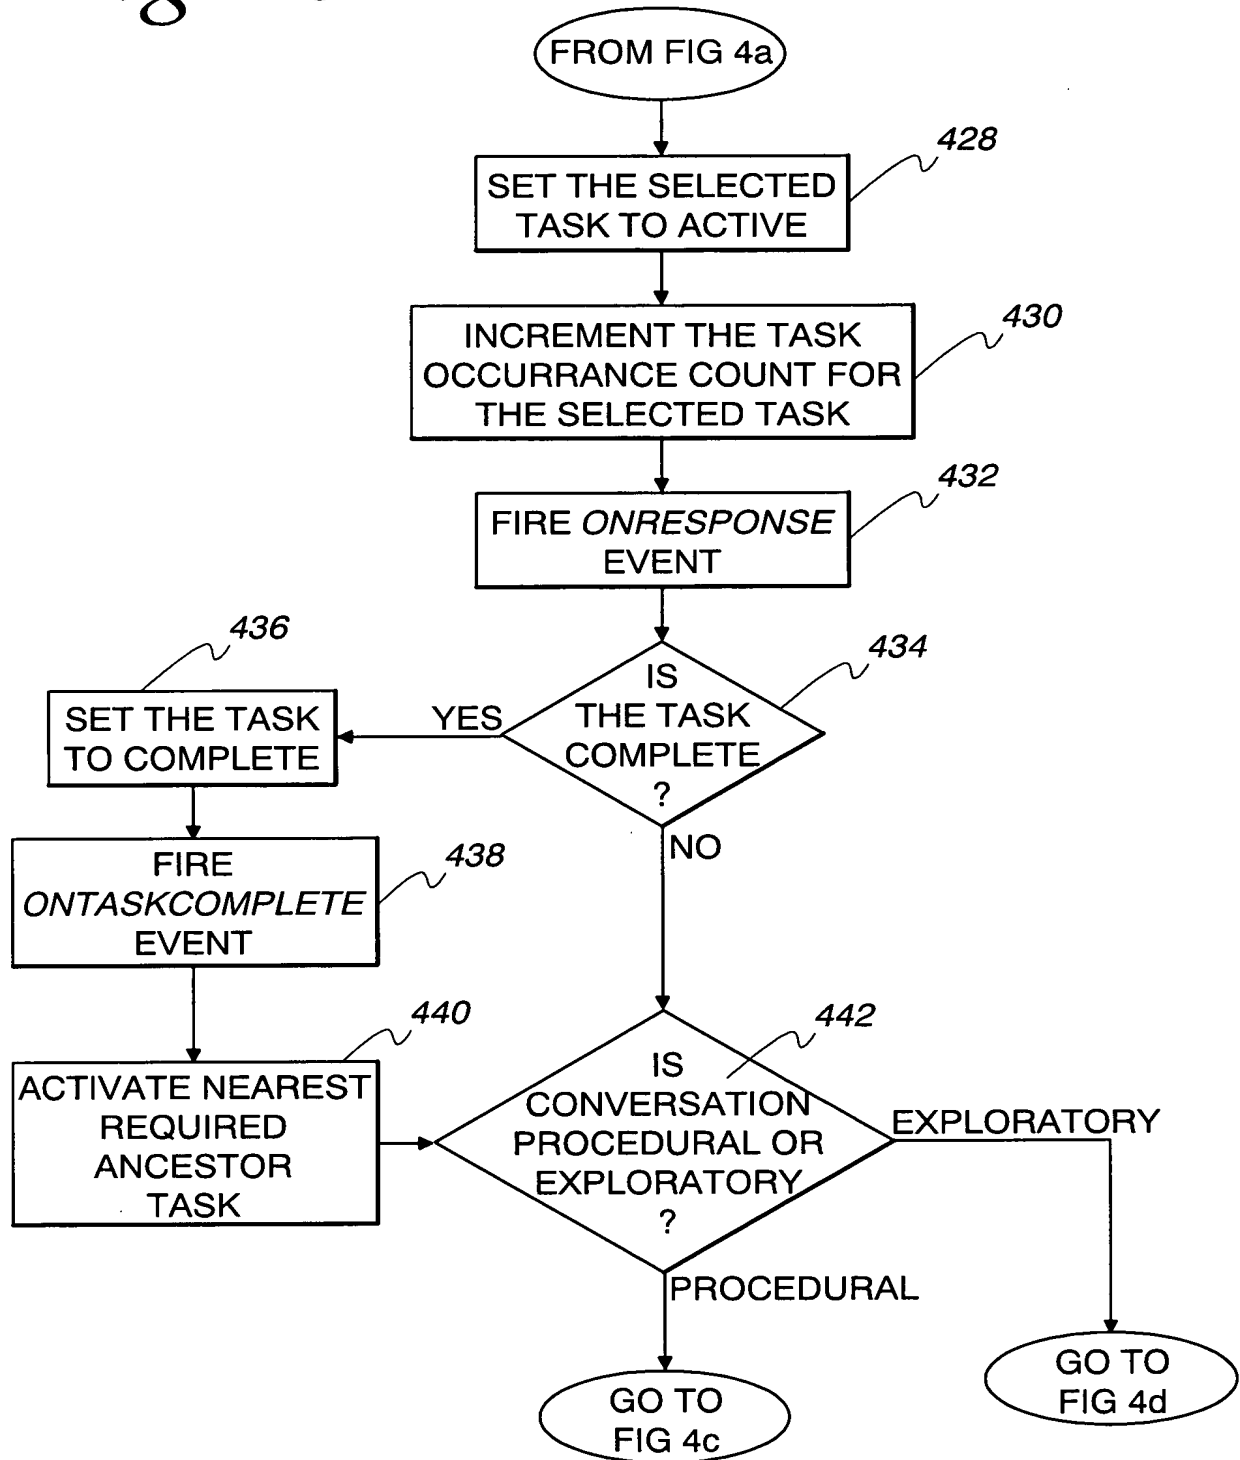 FROM FIG 4a
428
SET THE SELECTED
TASK TO ACTIVE
430
INCREMENT THE TASK
OCCURRANCE COUNT FOR
THE SELECTED TASK
432
FIRE ONRESPONSE
EVENT
434
IS
THE TASK
COMPLETE
?
YES
NO
436
SET THE TASK
TO COMPLETE
438
FIRE
ONTASKCOMPLETE
EVENT
440
ACTIVATE NEAREST
REQUIRED
ANCESTOR
TASK
442
IS
CONVERSATION
PROCEDURAL OR
EXPLORATORY
?
EXPLORATORY
PROCEDURAL
GO TO
FIG 4c
GO TO
FIG 4d